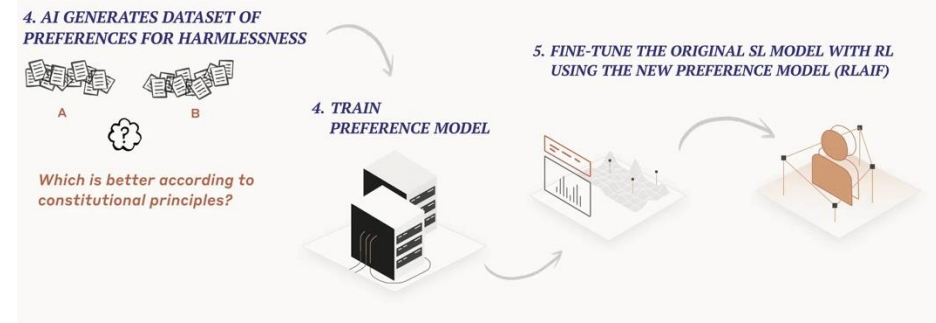 4. AI GENERATES DATASET OF
PREFERENCES FOR HARMLESSNESS
A
B
?
Which is better according to
constitutional principles?
4. TRAIN
PREFERENCE MODEL
5. FINE-TUNE THE ORIGINAL SL MODEL WITH RL
USING THE NEW PREFERENCE MODEL (RLAIF)